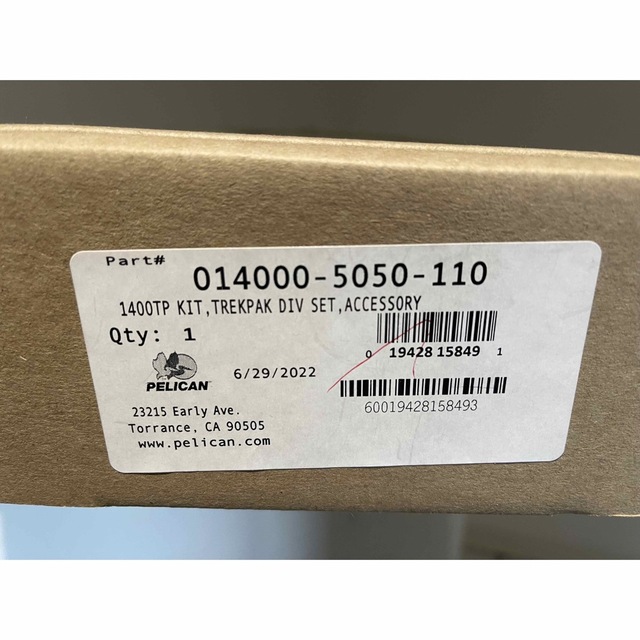 Part#
014000-5050-110
1400TP KIT,TREKPAK DIV SET,ACCESSORY
Qty: 1
0 19428 15849 1
PELICAN™
6/29/2022
60019428158493
23215 Early Ave.
Torrance, CA 90505
www.pelican.com